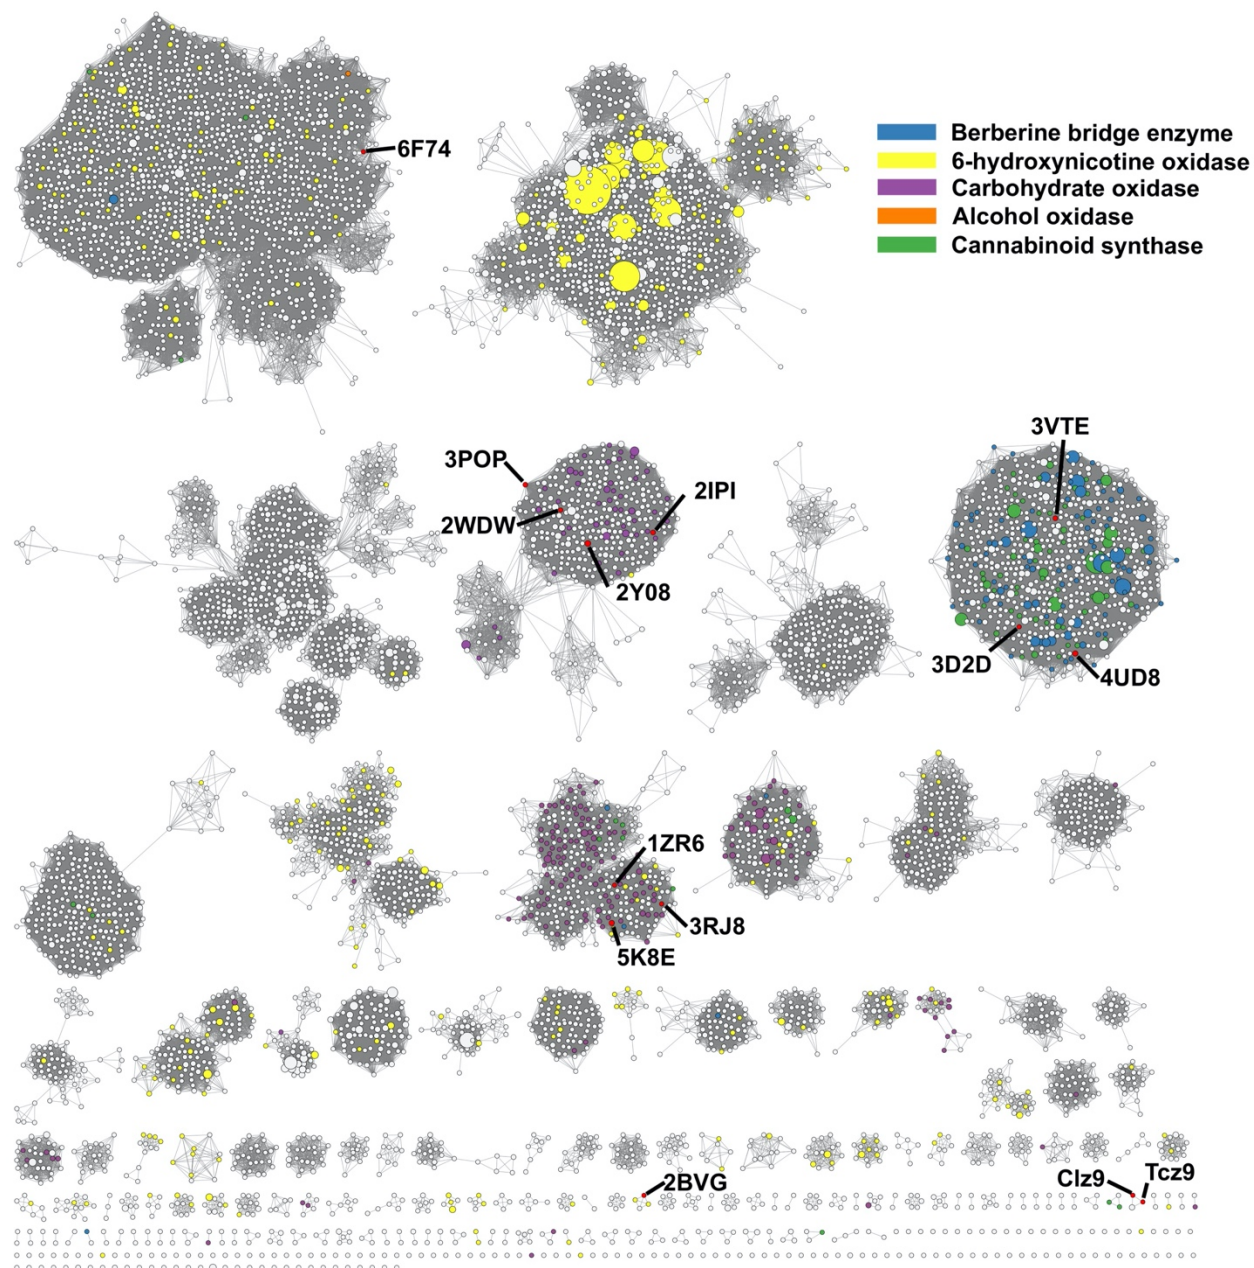 6F74
Berberine bridge enzyme
6-hydroxynicotine oxidase
Carbohydrate oxidase
Alcohol oxidase
Cannabinoid synthase
3POP
2WDW
2IPI
2Y08
3VTE
3D2D
4UD8
1ZR6
3RJ8
5K8E
2BVG
Clz9
Tcz9